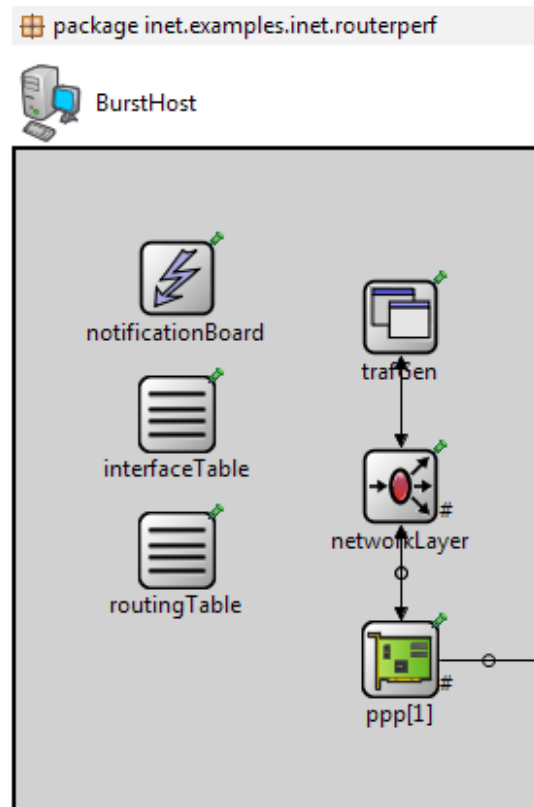 package inet.examples.inet.routerperf
BurstHost
notificationBoard
trafGen
interfaceTable
#
networkLayer
routingTable
#
ppp[1]